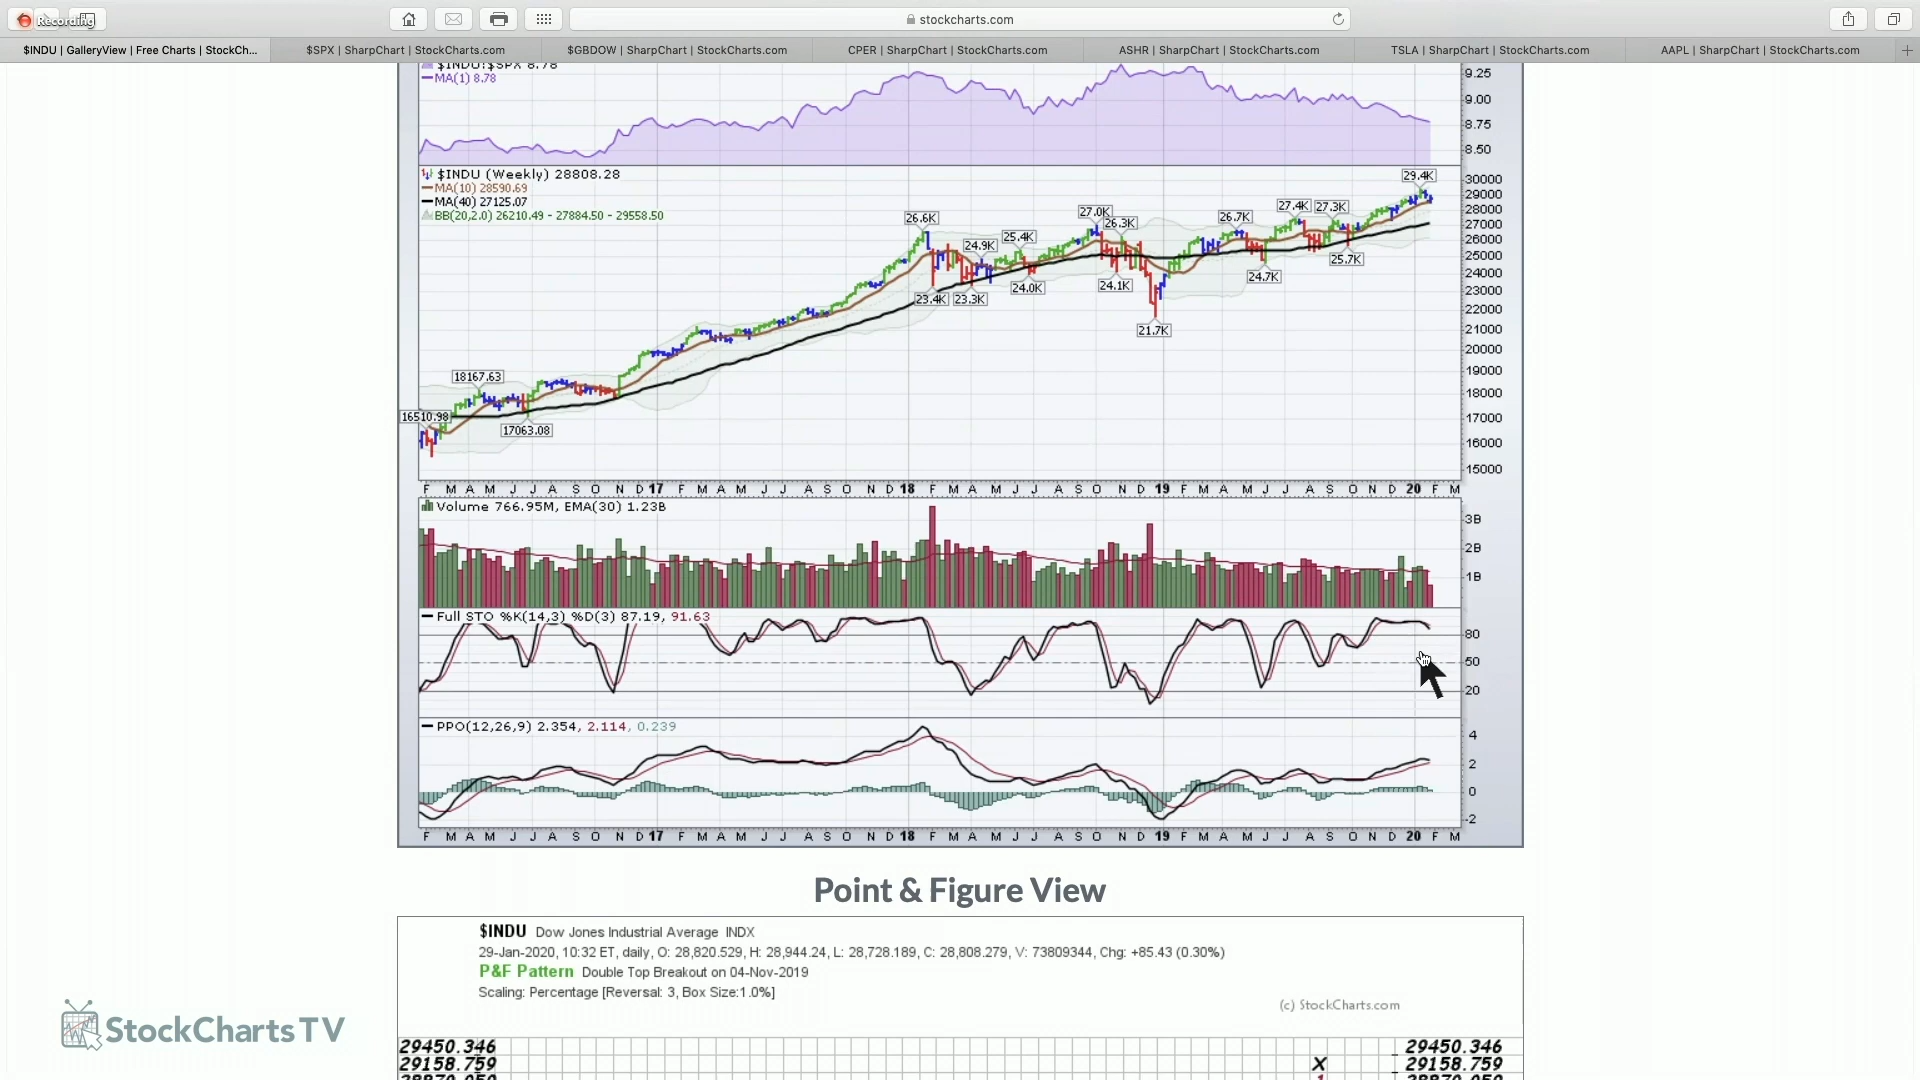 Recording
stockcharts.com
$INDU | GalleryView | Free Charts | StockCh...
$SPX | SharpChart | StockCharts.com
$GBDOW | SharpChart | StockCharts.com
CPER | SharpChart | StockCharts.com
ASHR | SharpChart | StockCharts.com
TSLA | SharpChart | StockCharts.com
AAPL | SharpChart | StockCharts.com
$INDU:$SPX 8.78
MA(1) 8.78
9.25
9.00
8.75
8.50
$INDU (Weekly) 28808.28
MA(10) 28590.69
MA(40) 27125.07
BB(20,2.0) 26210.49 - 27884.50 - 29558.50
16510.98
18167.63
17063.08
26.6K
23.4K
24.9K
23.3K
25.4K
24.0K
27.0K
26.3K
24.1K
21.7K
26.7K
24.7K
27.4K
27.3K
25.7K
29.4K
30000
29000
28000
27000
26000
25000
24000
23000
22000
21000
20000
19000
18000
17000
16000
15000
F M A M J J A S O N D 17 F M A M J J A S O N D 18 F M A M J J A S O N D 19 F M A M J J A S O N D 20 F M
Volume 766.95M, EMA(30) 1.23B
3B
2B
1B
Full STO %K(14,3) %D(3) 87.19, 91.63
80
50
20
PPO(12,26,9) 2.354, 2.114, 0.239
4
2
0
-2
F M A M J J A S O N D 17 F M A M J J A S O N D 18 F M A M J J A S O N D 19 F M A M J J A S O N D 20 F M
Point & Figure View
$INDU Dow Jones Industrial Average INDX
29-Jan-2020, 10:32 ET, daily, O: 28,820.529, H: 28,944.24, L: 28,728.189, C: 28,808.279, V: 73809344, Chg: +85.43 (0.30%)
P&F Pattern Double Top Breakout on 04-Nov-2019
Scaling: Percentage [Reversal: 3, Box Size:1.0%]
(c) StockCharts.com
29450.346 29450.346
29158.759 X 29158.759
StockChartsTV